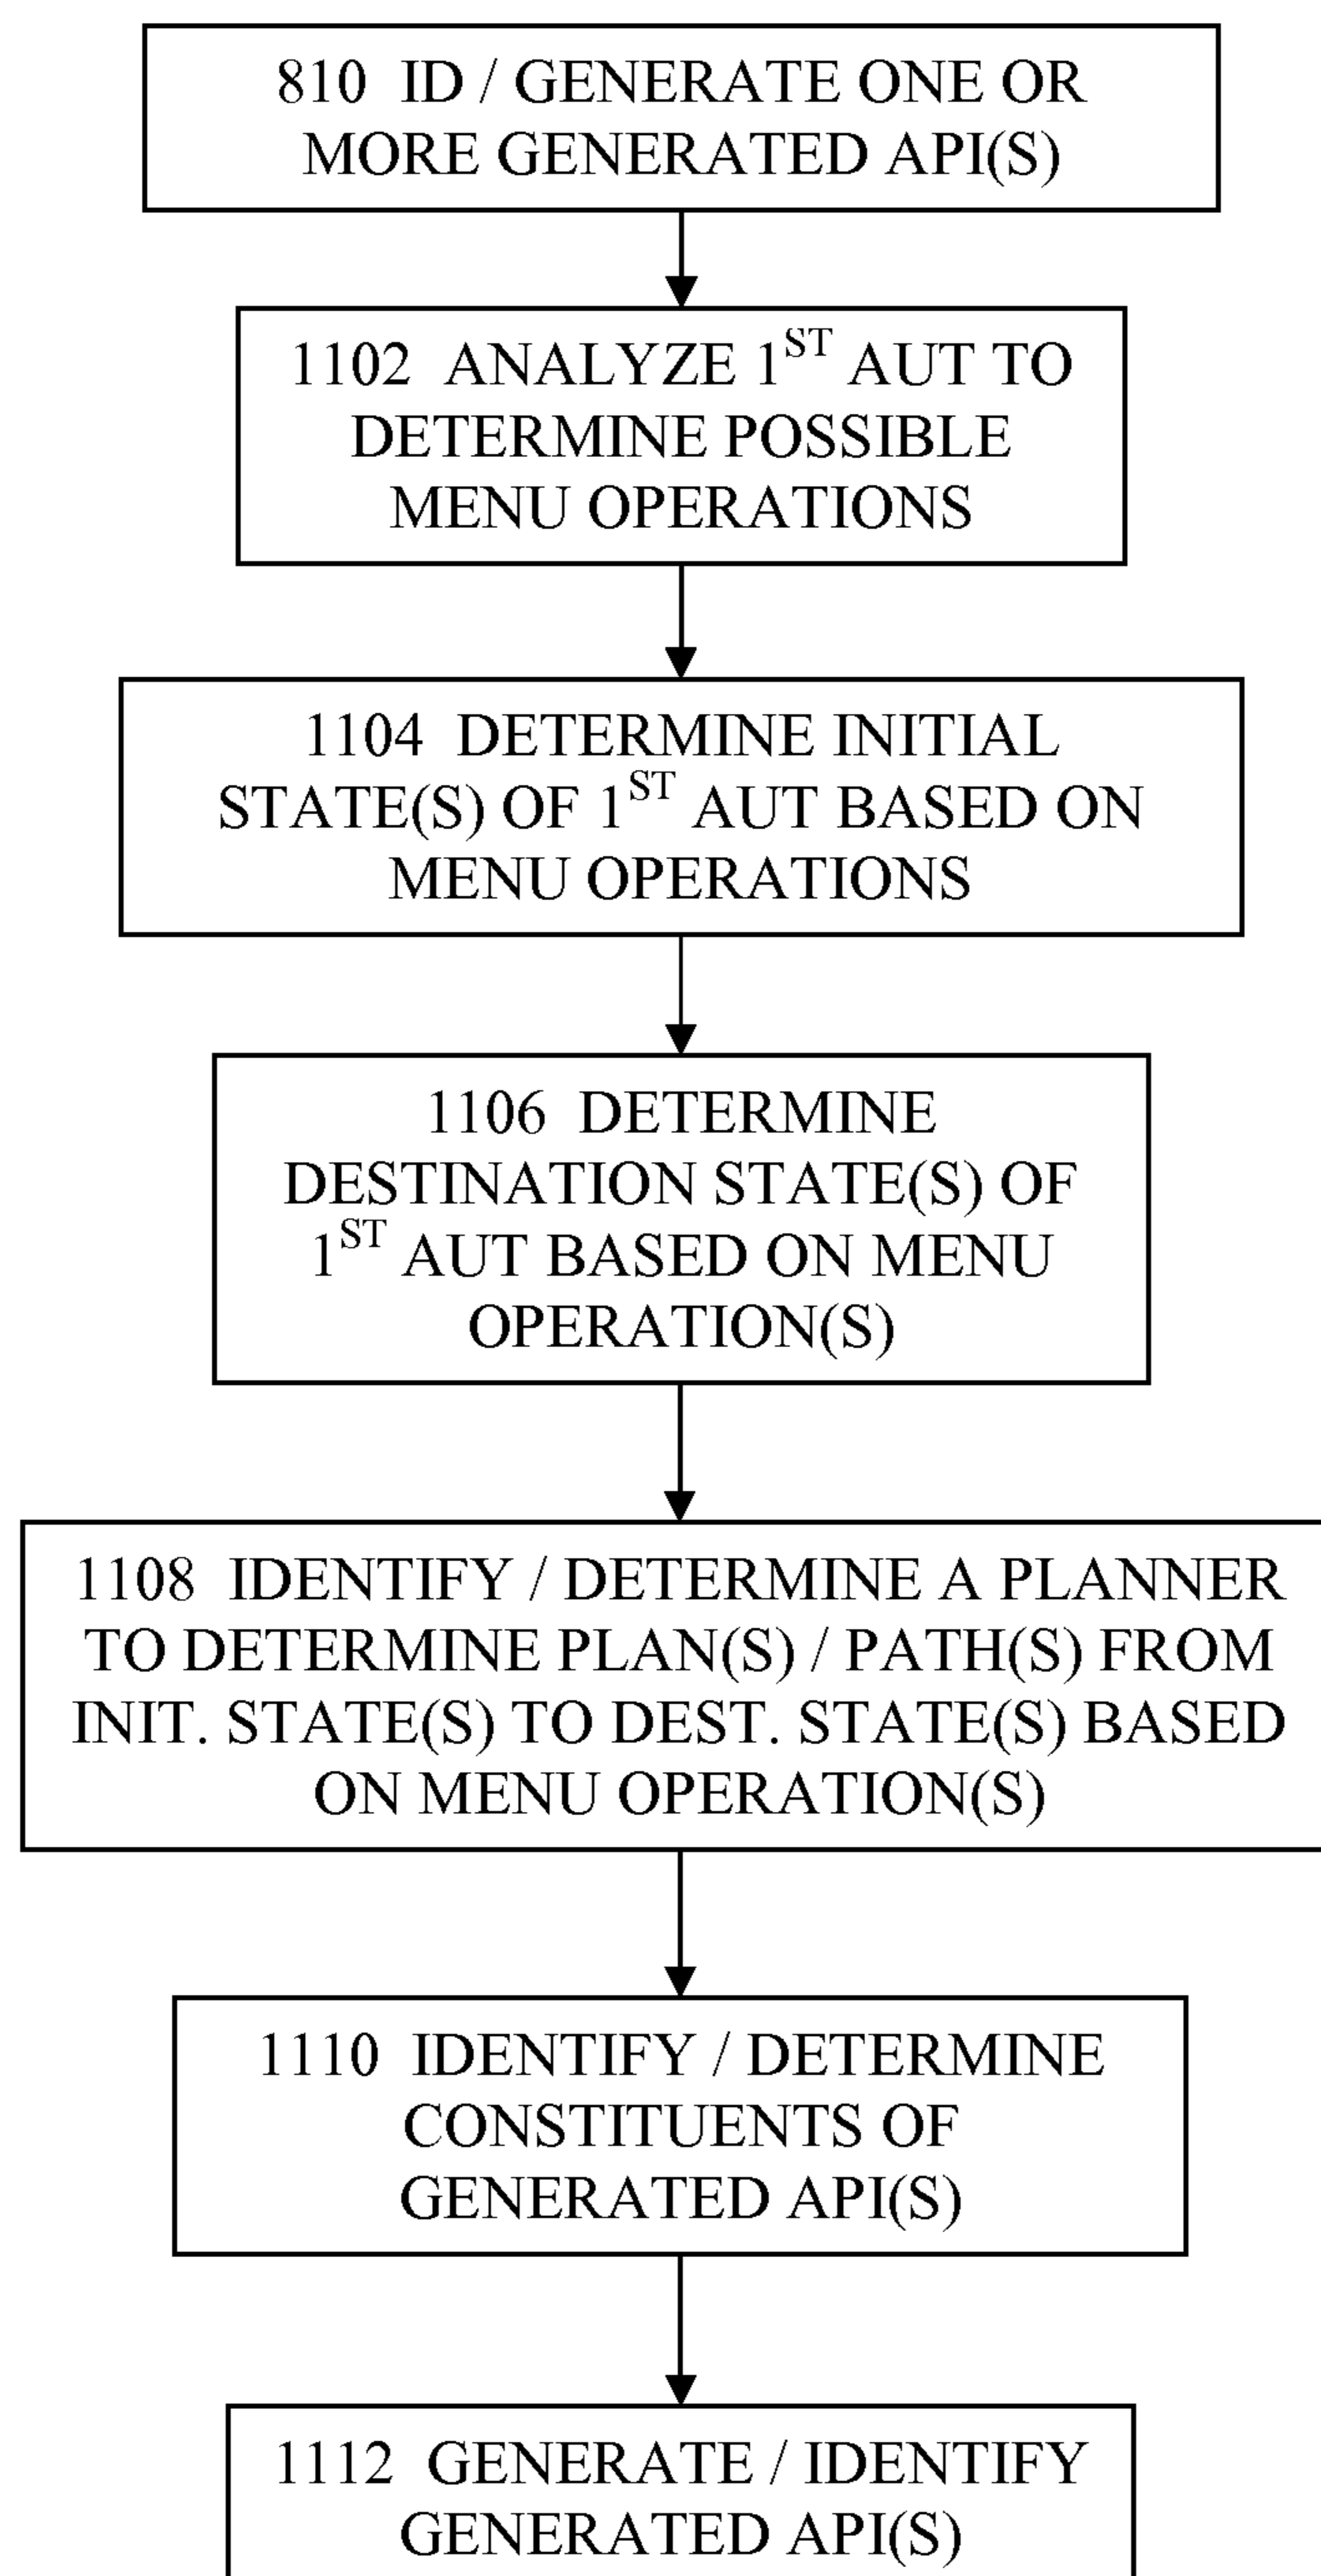 810 ID / GENERATE ONE OR
MORE GENERATED API(S)
1102 ANALYZE 1ST AUT TO
DETERMINE POSSIBLE
MENU OPERATIONS
1104 DETERMINE INITIAL
STATE(S) OF 1ST AUT BASED ON
MENU OPERATIONS
1106 DETERMINE
DESTINATION STATE(S) OF
1ST AUT BASED ON MENU
OPERATION(S)
1108 IDENTIFY / DETERMINE A PLANNER
TO DETERMINE PLAN(S) / PATH(S) FROM
INIT. STATE(S) TO DEST. STATE(S) BASED
ON MENU OPERATION(S)
1110 IDENTIFY / DETERMINE
CONSTITUENTS OF
GENERATED API(S)
1112 GENERATE / IDENTIFY
GENERATED API(S)